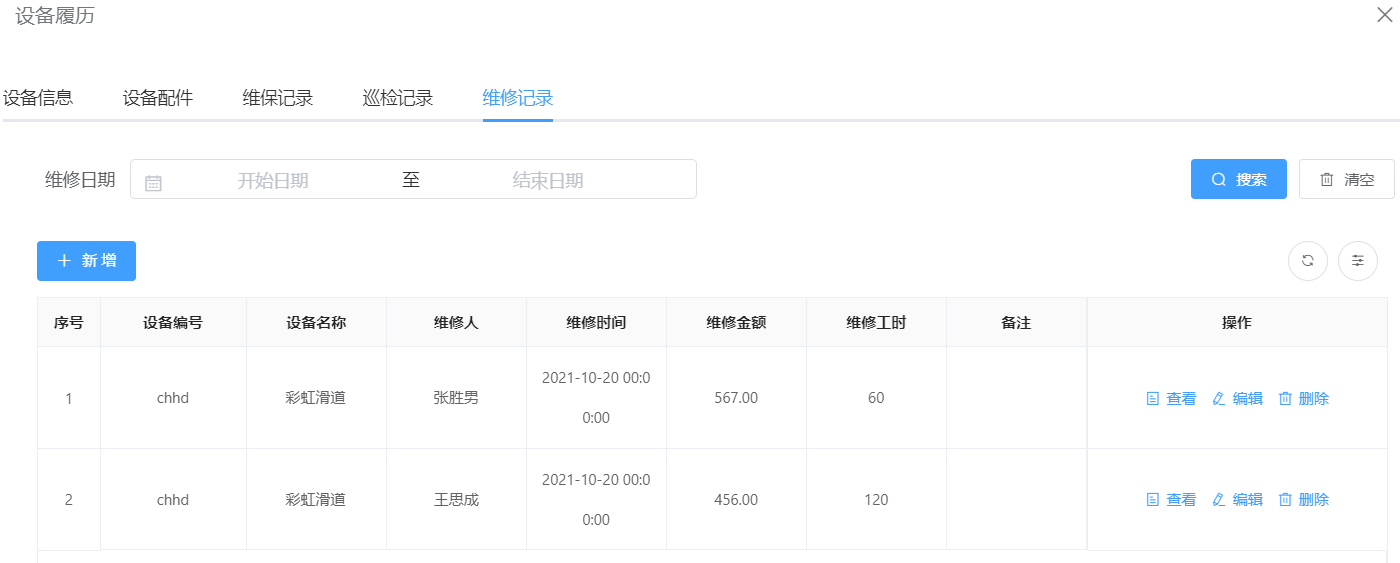 设备履历
设备信息 设备配件 维保记录 巡检记录 维修记录
维修日期 开始日期 至 结束日期 搜索 清空
新 增
序号 设备编号 设备名称 维修人 维修时间 维修金额 维修工时 备注 操作
1 chhd 彩虹滑道 张胜男 2021-10-20 00:0 567.00 60 查看 编辑 删除
0:00
2 chhd 彩虹滑道 王思成 2021-10-20 00:0 456.00 120 查看 编辑 删除
0:00